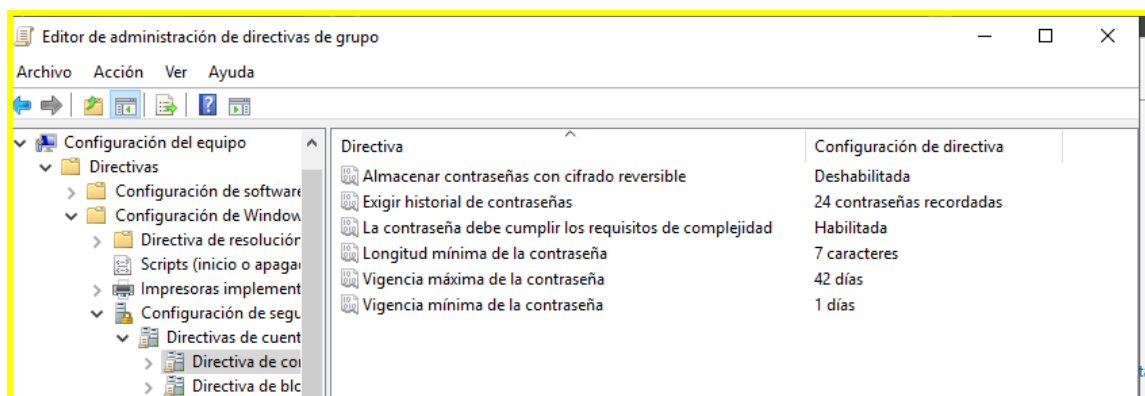 Editor de administración de directivas de grupo
Archivo Acción Ver Ayuda
Configuración del equipo
Directivas
Configuración de software
Configuración de Window
Directiva de resolución
Scripts (inicio o apaga
Impresoras implement
Configuración de segu
Directivas de cuent
Directiva de co
Directiva de blc
Directiva Configuración de directiva
Almacenar contraseñas con cifrado reversible Deshabilitada
Exigir historial de contraseñas 24 contraseñas recordadas
La contraseña debe cumplir los requisitos de complejidad Habilitada
Longitud mínima de la contraseña 7 caracteres
Vigencia máxima de la contraseña 42 días
Vigencia mínima de la contraseña 1 días